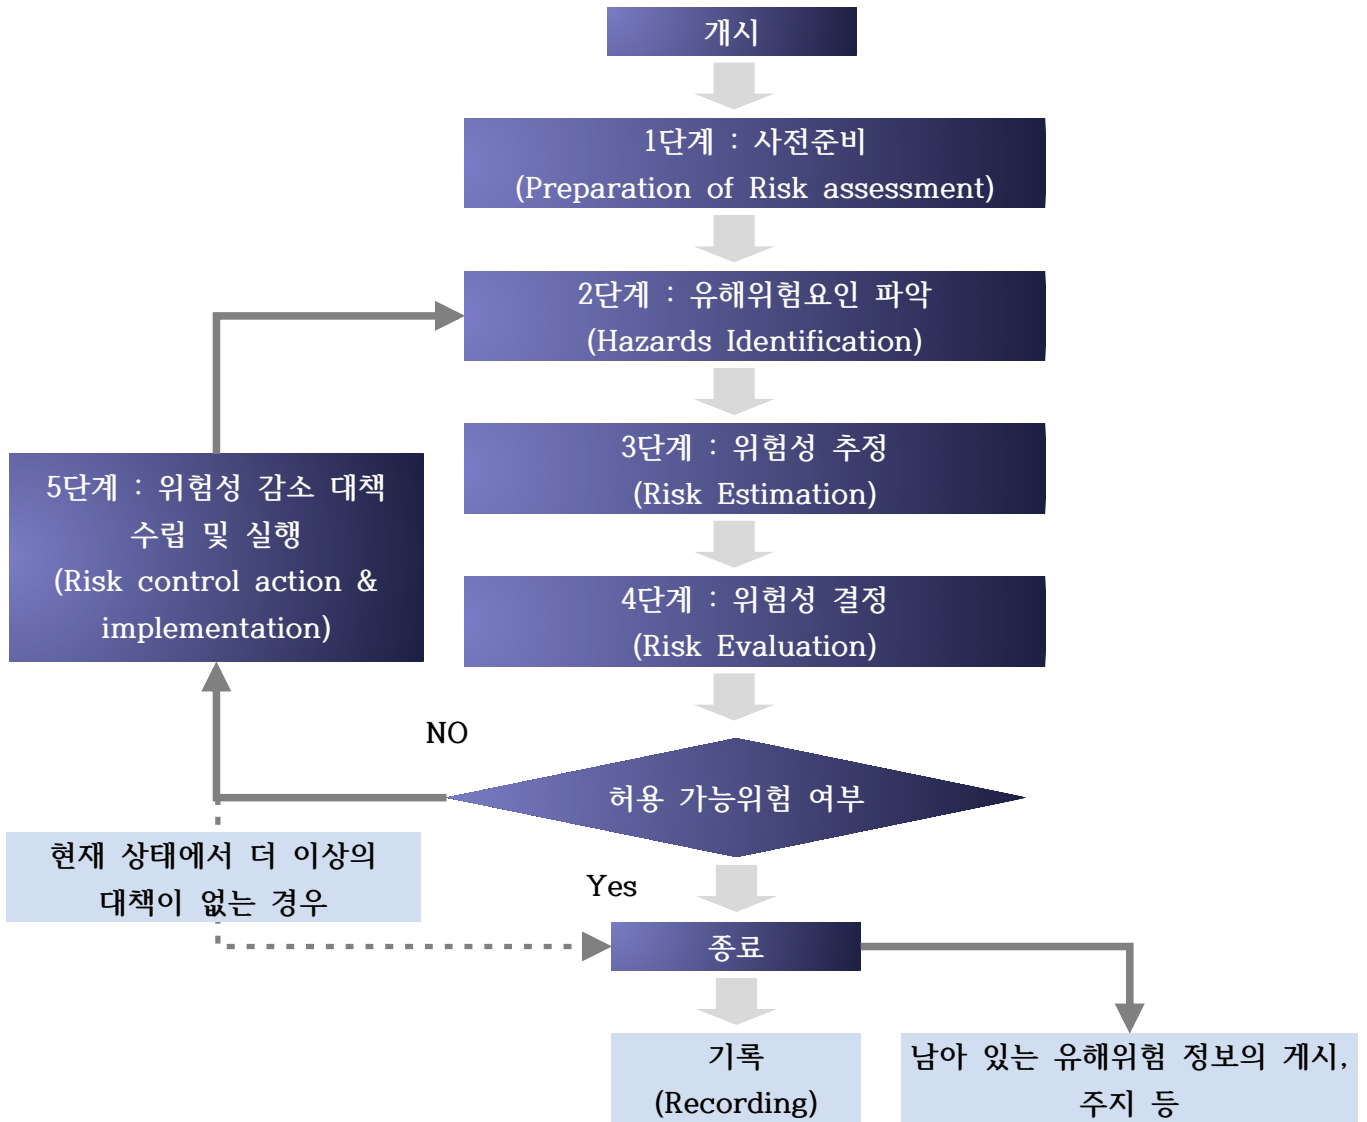 개시
1단계 : 사전준비
(Preparation of Risk assessment)
2단계 : 유해위험요인 파악
(Hazards Identification)
3단계 : 위험성 추정
(Risk Estimation)
5단계 : 위험성 감소 대책
수립 및 실행
(Risk control action &
implementation)
4단계 : 위험성 결정
(Risk Evaluation)
NO
허용 가능위험 여부
현재 상태에서 더 이상의
대책이 없는 경우
Yes
종료
기록
(Recording)
남아 있는 유해위험 정보의 게시,
주지 등